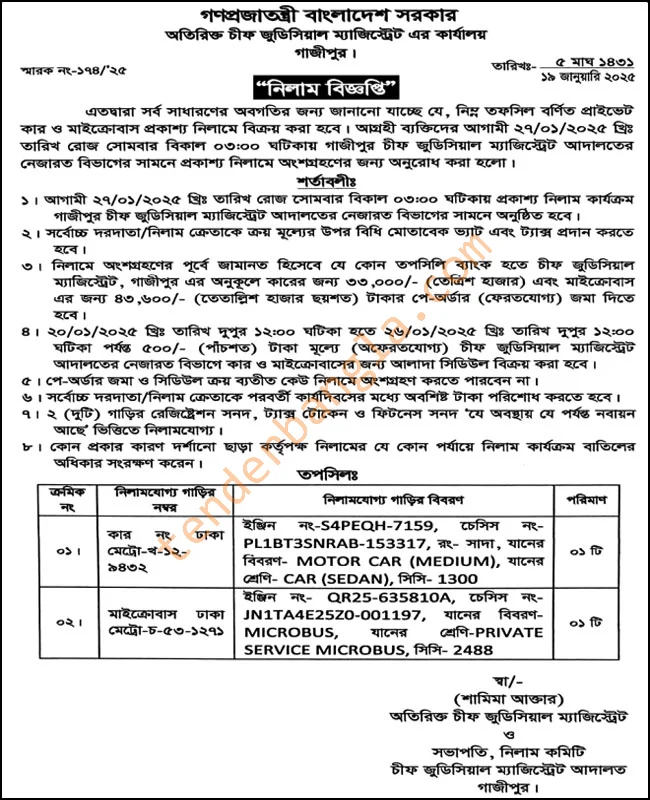 গণপ্রজাতন্ত্রী বাংলাদেশ সরকার
অতিরিক্ত চীফ জুডিসিয়াল ম্যাজিস্ট্রেট এর কার্যালয়
গাজীপুর।
স্মারক নং-১৭৪/'২৫
তারিখঃ- ৫ মাঘ ১৪৩১
১৯ জানুয়ারি ২০২৫
“নিলাম বিজ্ঞপ্তি”
এতদ্বারা সর্ব সাধারণের অবগতির জন্য জানানো যাচ্ছে যে, নিম্ন তফসিল বর্ণিত প্রাইভেট
কার ও মাইক্রোবাস প্রকাশ্য নিলামে বিক্রয় করা হবে। আগ্রহী ব্যক্তিদের আগামী ২৭/০১/২০২৫ খ্রিঃ
তারিখ রোজ সোমবার বিকাল ০৩:০০ ঘটিকায় গাজীপুর চীফ জুডিসিয়াল ম্যাজিস্ট্রেট আদালতের
নেজারত বিভাগের সামনে প্রকাশ্য নিলামে অংশগ্রহণের জন্য অনুরোধ করা হলো।
শর্তাবলীঃ
১। আগামী ২৭/০১/২০২৫ খ্রিঃ তারিখ রোজ সোমবার বিকাল ০৩:০০ ঘটিকায় প্রকাশ্য নিলাম কার্যক্রম
গাজীপুর চীফ জুডিসিয়াল ম্যাজিস্ট্রেট আদালতের নেজারত বিভাগের সামনে অনুষ্ঠিত হবে।
২। সর্বোচ্চ দরদাতা/নিলাম ক্রেতাকে ক্রয় মূল্যের উপর বিধি মোতাবেক ভ্যাট এবং ট্যাক্স প্রদান করতে
হবে।
৩। নিলামে অংশগ্রহণের পূর্বে জামানত হিসেবে যে কোন তপসিলি ব্যাংক হতে চীফ জুডিসিয়াল
ম্যাজিস্ট্রেট, গাজীপুর এর অনুকূলে কারের জন্য ৩৩,০০০/- (তেত্রিশ হাজার) এবং মাইক্রোবাস
এর জন্য ৪৩,৬০০/- (তেতাল্লিশ হাজার ছয়শত) টাকার পে-অর্ডার (ফেরতযোগ্য) জমা দিতে
হবে।
৪। ২০/০১/২০২৫ খ্রিঃ তারিখ দুপুর ১২:০০ ঘটিকা হতে ২৬/০১/২০২৫ খ্রিঃ তারিখ দুপুর ১২:০০
ঘটিকা পর্যন্ত ৫০০/- (পাঁচশত) টাকা মূল্যে (অফেরতযোগ্য) চীফ জুডিসিয়াল ম্যাজিস্ট্রেট
আদালতের নেজারত বিভাগে কার ও মাইক্রোবাসের জন্য আলাদা সিডিউল বিক্রয় করা হবে।
৫। পে-অর্ডার জমা ও সিডিউল ক্রয় ব্যতীত কেউ নিলামে অংশগ্রহণ করতে পারবেন না।
৬। সর্বোচ্চ দরদাতা/নিলাম ক্রেতাকে পরবর্তী কার্যদিবসের মধ্যে অবশিষ্ট টাকা পরিশোধ করতে হবে।
৭। ২ (দুটি) গাড়ির রেজিষ্ট্রেশন সনদ, ট্যাক্স টোকেন ও ফিটনেস সনদ ‘যে অবস্থায় যে পর্যন্ত নবায়ন
আছে’ ভিত্তিতে নিলামযোগ্য।
৮। কোন প্রকার কারণ দর্শানো ছাড়া কর্তৃপক্ষ নিলামের যে কোন পর্যায়ে নিলাম কার্যক্রম বাতিলের
অধিকার সংরক্ষণ করেন।
তপসিলঃ
ক্রমিক নিলামযোগ্য গাড়ির নিলামযোগ্য গাড়ির বিবরণ পরিমাণ
নং নম্বর
০১। কার নং ঢাকা মেট্রো-খ-১২-৯৪৩২ ইঞ্জিন নং-S4PEQH-7159, চেসিস নং-
PL1BT3SNRAB-153317, রং- সাদা, যানের
বিবরণ- MOTOR CAR (MEDIUM), যানের
শ্রেণি- CAR (SEDAN), সিসি- 1300 ০১ টি
০২। মাইক্রোবাস ঢাকা মেট্রো-চ-৫৩-১২৭১ ইঞ্জিন নং- QR25-635810A, চেসিস নং-
JN1TA4E25Z0-001197, যানের বিবরণ-
MICROBUS, যানের শ্রেণি-PRIVATE
SERVICE MICROBUS, সিসি- 2488 ০১ টি
স্বা/-
(শামিমা আক্তার)
অতিরিক্ত চীফ জুডিসিয়াল ম্যাজিস্ট্রেট
ও
সভাপতি, নিলাম কমিটি
চীফ জুডিসিয়াল ম্যাজিস্ট্রেট আদালত
গাজীপুর।
tenderbangla.com